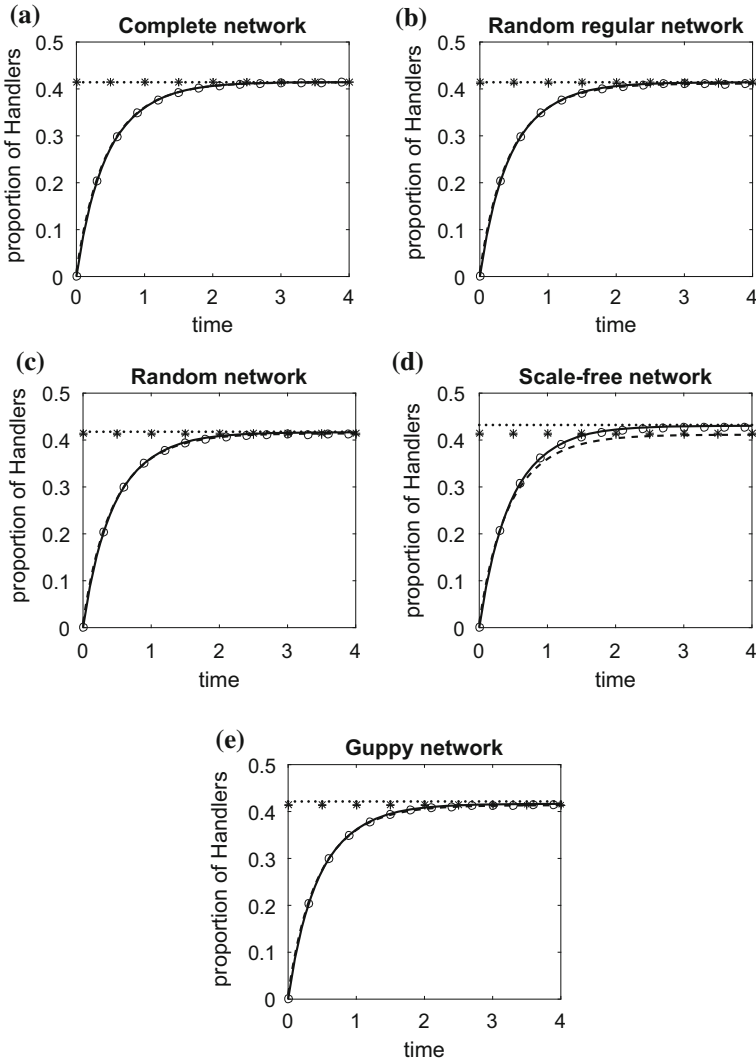 (a)
Complete network
0.5
0.4
0.3
0.2
0.1
0
proportion of Handlers
0 1 2 3 4
time
(b)
Random regular network
0.5
0.4
0.3
0.2
0.1
0
proportion of Handlers
0 1 2 3 4
time
(c)
Random network
0.5
0.4
0.3
0.2
0.1
0
proportion of Handlers
0 1 2 3 4
time
(d)
Scale-free network
0.5
0.4
0.3
0.2
0.1
0
proportion of Handlers
0 1 2 3 4
time
(e)
Guppy network
0.5
0.4
0.3
0.2
0.1
0
proportion of Handlers
0 1 2 3 4
time